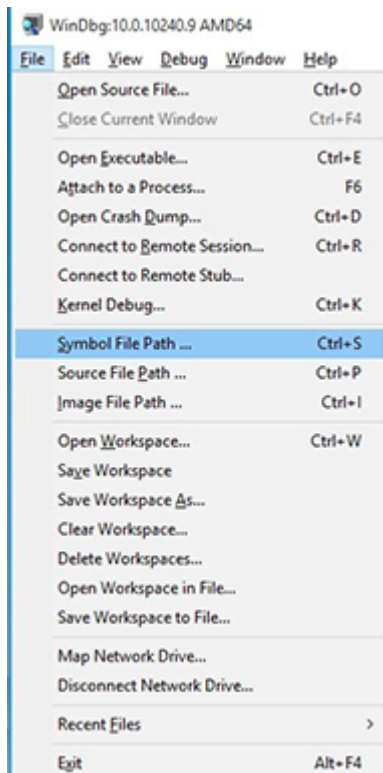 WinDbg:10.0.10240.9 AMD64
File Edit View Debug Window Help
Open Source File... Ctrl+O
Close Current Window Ctrl+F4
Open Executable... Ctrl+E
Attach to a Process... F6
Open Crash Dump... Ctrl+D
Connect to Remote Session... Ctrl+R
Connect to Remote Stub...
Kernel Debug... Ctrl+K
Symbol File Path ... Ctrl+S
Source File Path ... Ctrl+P
Image File Path ... Ctrl+I
Open Workspace... Ctrl+W
Save Workspace
Save Workspace As...
Clear Workspace...
Delete Workspaces...
Open Workspace in File...
Save Workspace to File...
Map Network Drive...
Disconnect Network Drive...
Recent Files >
Exit Alt+F4